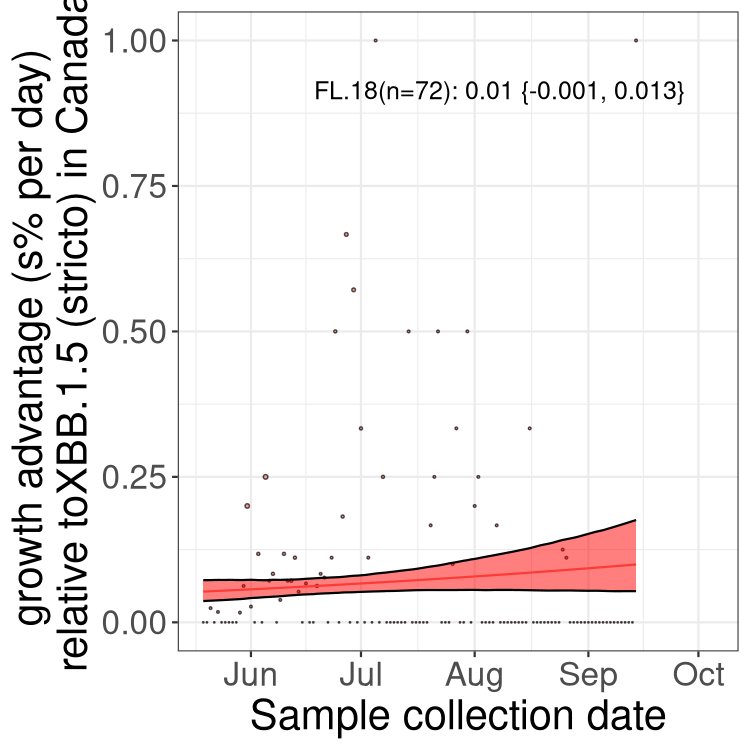 growth advantage (s% per day)
relative toXBB.1.5 (stricto) in Canada
1.00
0.75
0.50
0.25
0.00
FL.18(n=72): 0.01 {-0.001, 0.013}
Jun Jul Aug Sep Oct
Sample collection date